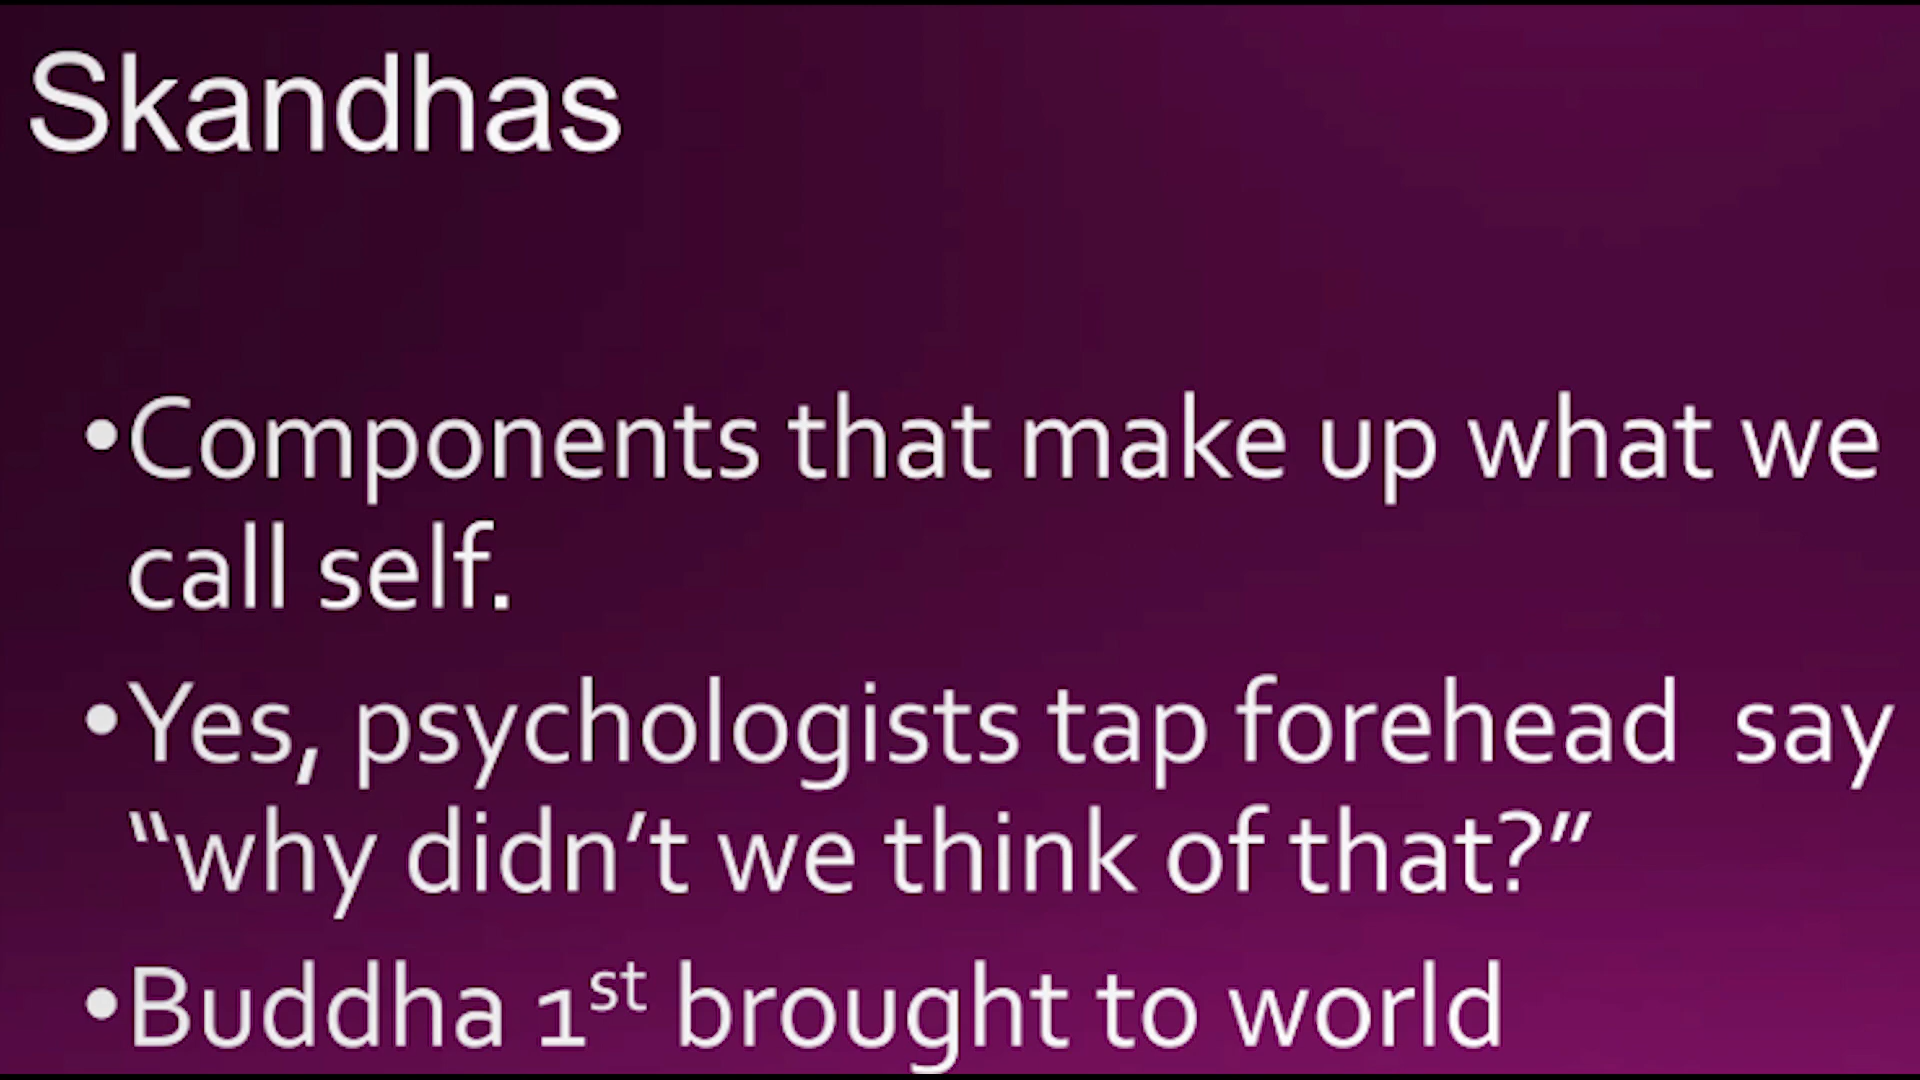 Skandhas
•Components that make up what we
call self.
•Yes, psychologists tap forehead  say
“why didn’t we think of that?”
•Buddha 1st brought to world